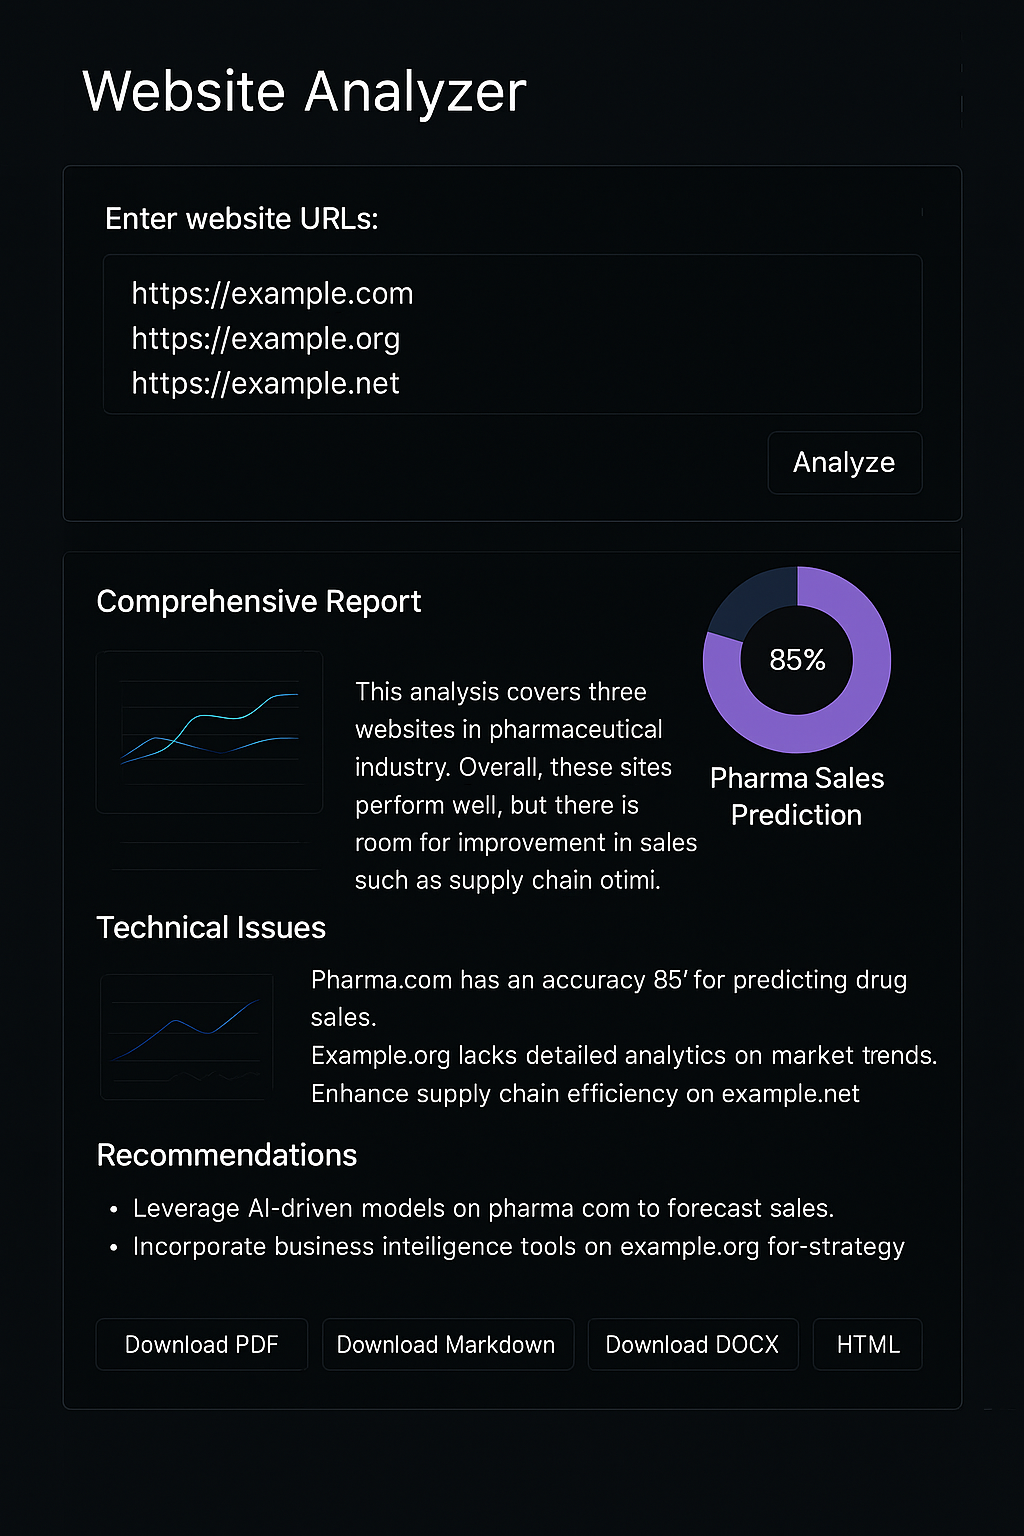 Website Analyzer
Enter website URLs:
https://example.com
https://example.org
https://example.net
Analyze
Comprehensive Report
This analysis covers three
websites in pharmaceutical
industry. Overall, these sites
perform well, but there is
room for improvement in sales
such as supply chain otimi.
85%
Pharma Sales
Prediction
Technical Issues
Pharma.com has an accuracy 85′ for predicting drug
sales.
Example.org lacks detailed analytics on market trends.
Enhance supply chain efficiency on example.net
Recommendations
• Leverage AI-driven models on pharma com to forecast sales.
• Incorporate business inteiligence tools on example.org for-strategy
Download PDF
Download Markdown
Download DOCX
HTML